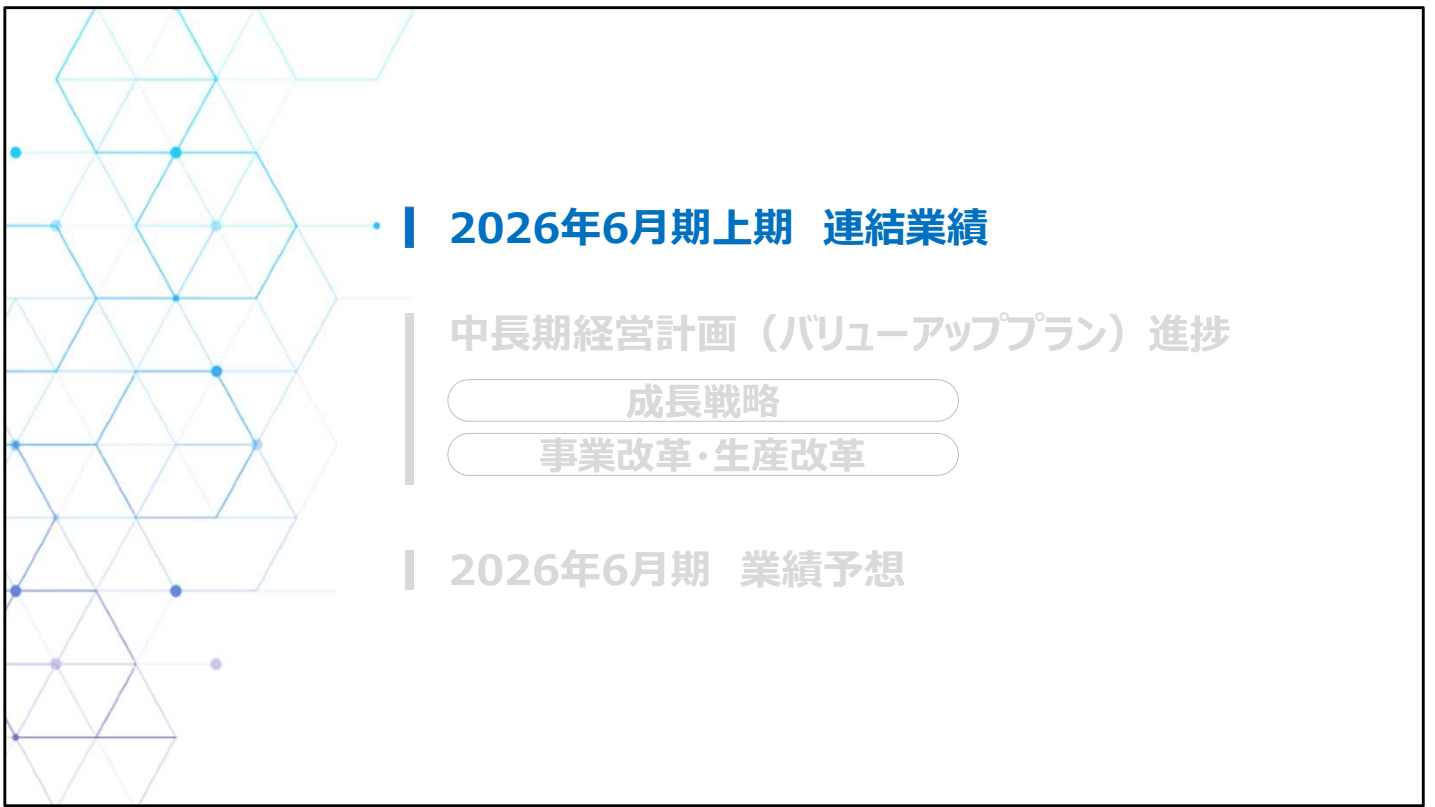 2026年6月期上期 連結業績
中長期経営計画（バリューアッププラン）進捗
成長戦略
事業改革・生産改革
2026年6月期 業績予想